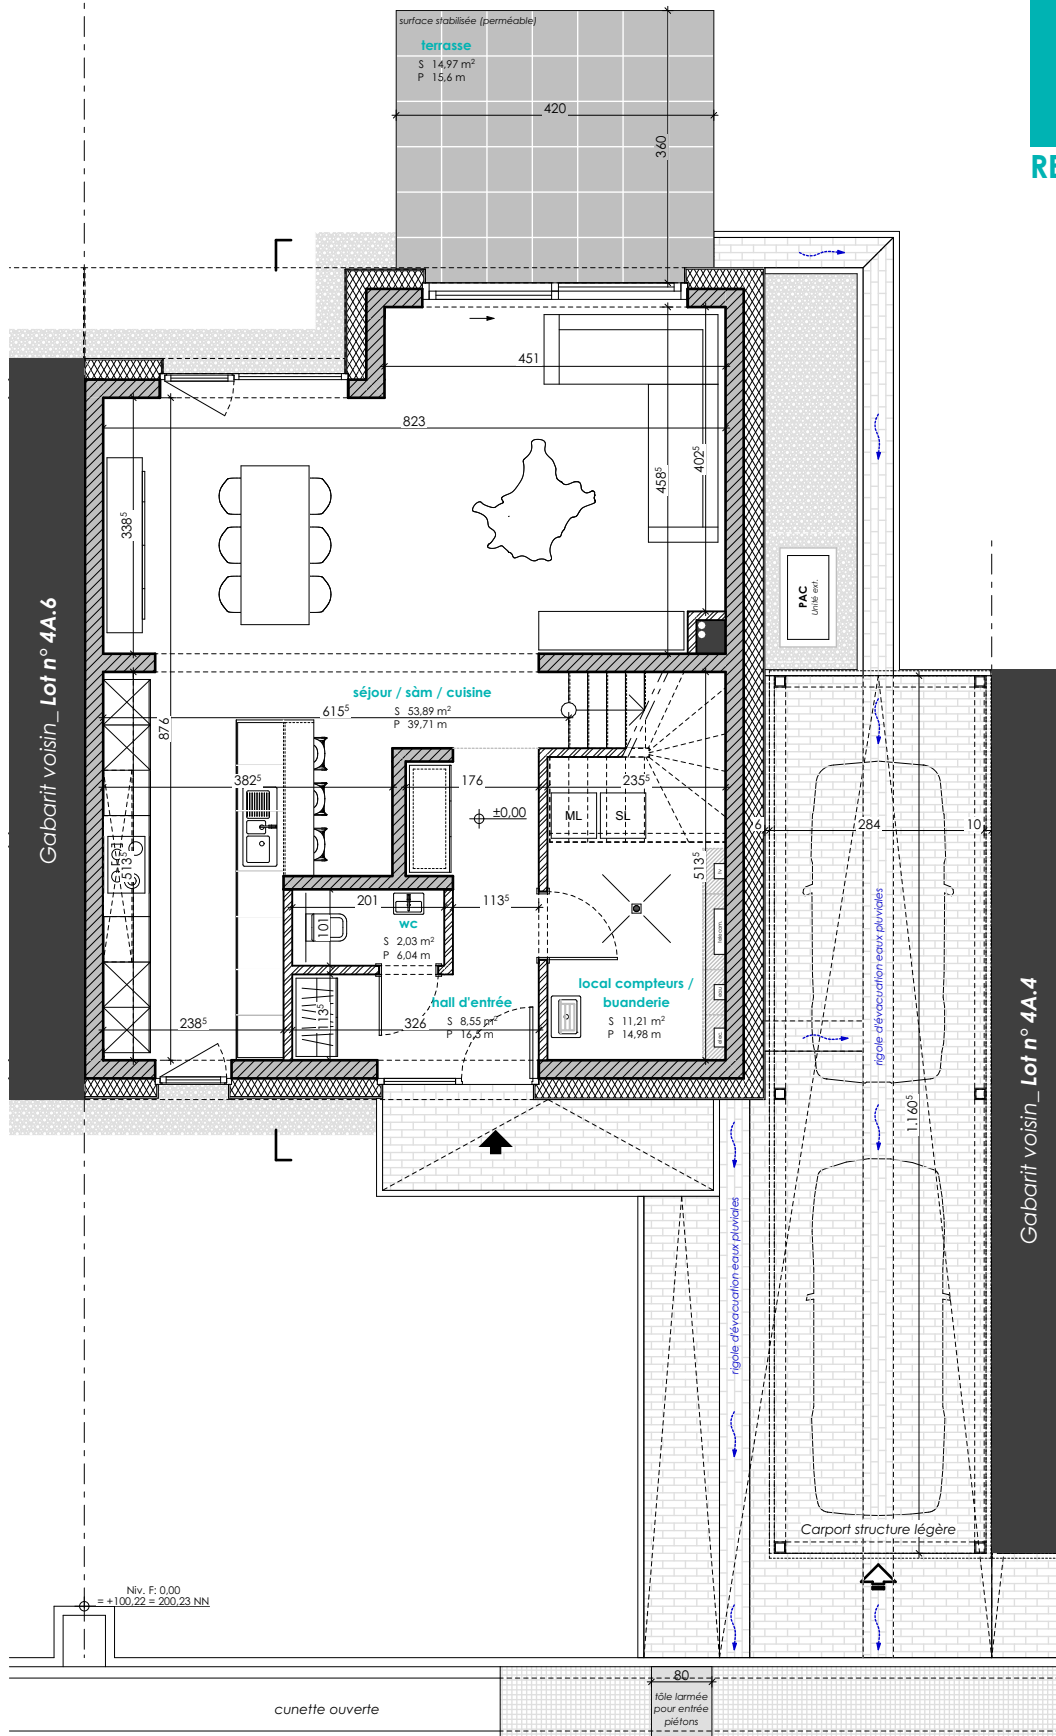 surface stabilisée (perméable)
terrasse
S 14,97 m²
P 15,6 m
420
360
RE
451
823
458⁵
402⁵
338⁵
876
PAC
Unité ext.
Gabarit voisin_ Lot n° 4A.6
séjour / sàm / cuisine
S 53,89 m²
P 39,71 m
615⁵
382⁵
176
235⁵
±0,00
ML
SL
6
284
10
513⁵
513⁵
201
113⁵
wc
S 2,03 m²
P 6,04 m
101
hall d'entrée
S 8,55 m²
P 16,5 m
local compteurs /
buanderie
S 11,21 m²
P 14,98 m
238⁵
113⁵
326
rigole d'évacuation eaux pluviales
1.160⁵
Gabarit voisin_ Lot n° 4A.4
rigole d'évacuation eaux pluviales
Carport structure légère
Niv. F: 0,00
= +100,22 = 200,23 NN
80
cunette ouverte
tôle larmée
pour entrée
piétons